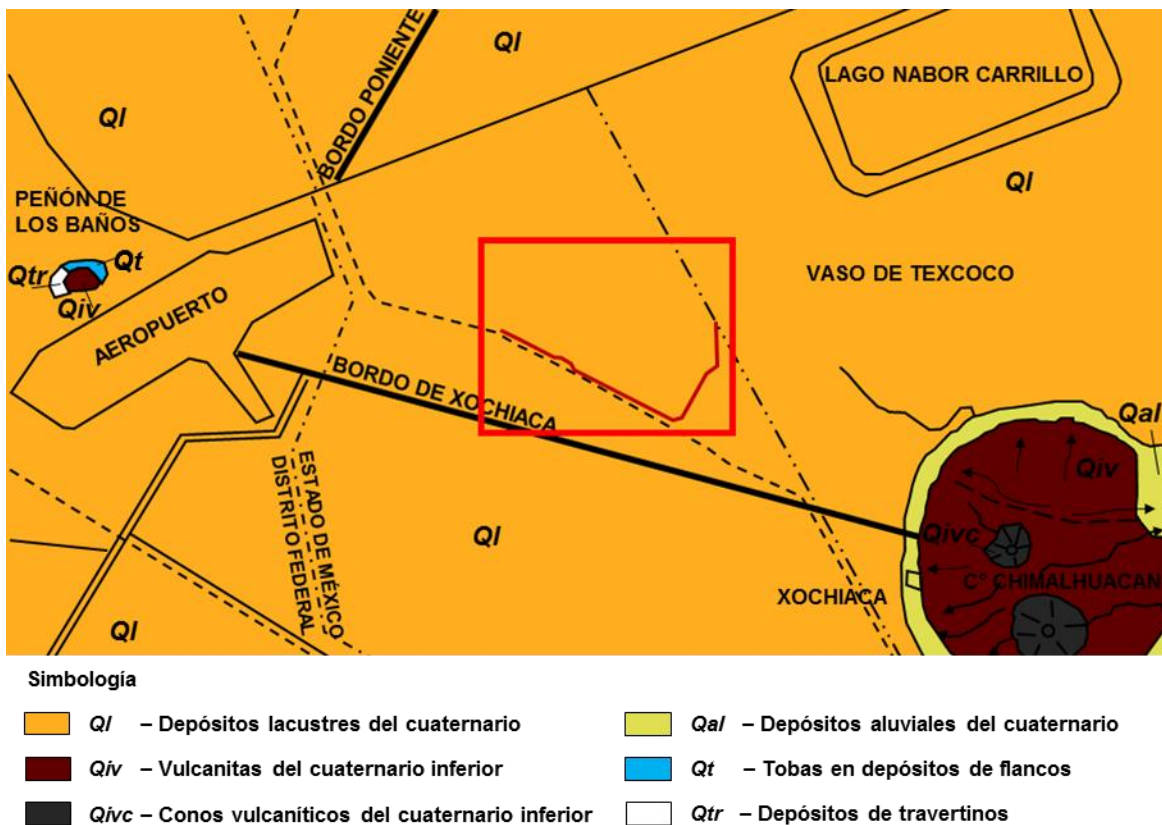 Ql
Ql
BORDO PONIENTE
LAGO NABOR CARRILLO
Ql
PEÑÓN DE
LOS BAÑOS
Qt
Qtr
Qiv
AEROPUERTO
VASO DE TEXCOCO
BORDO DE XOCHIACA
Qal
Qiv
ESTADO DE MÉXICO
DISTRITO FEDERAL
Ql
Qivc
C° CHIMALHUACAN
XOCHIACA
Ql
Simbología
Ql – Depósitos lacustres del cuaternario
Qiv – Vulcanitas del cuaternario inferior
Qivc – Conos vulcaníticos del cuaternario inferior
Qal – Depósitos aluviales del cuaternario
Qt – Tobas en depósitos de flancos
Qtr – Depósitos de travertinos